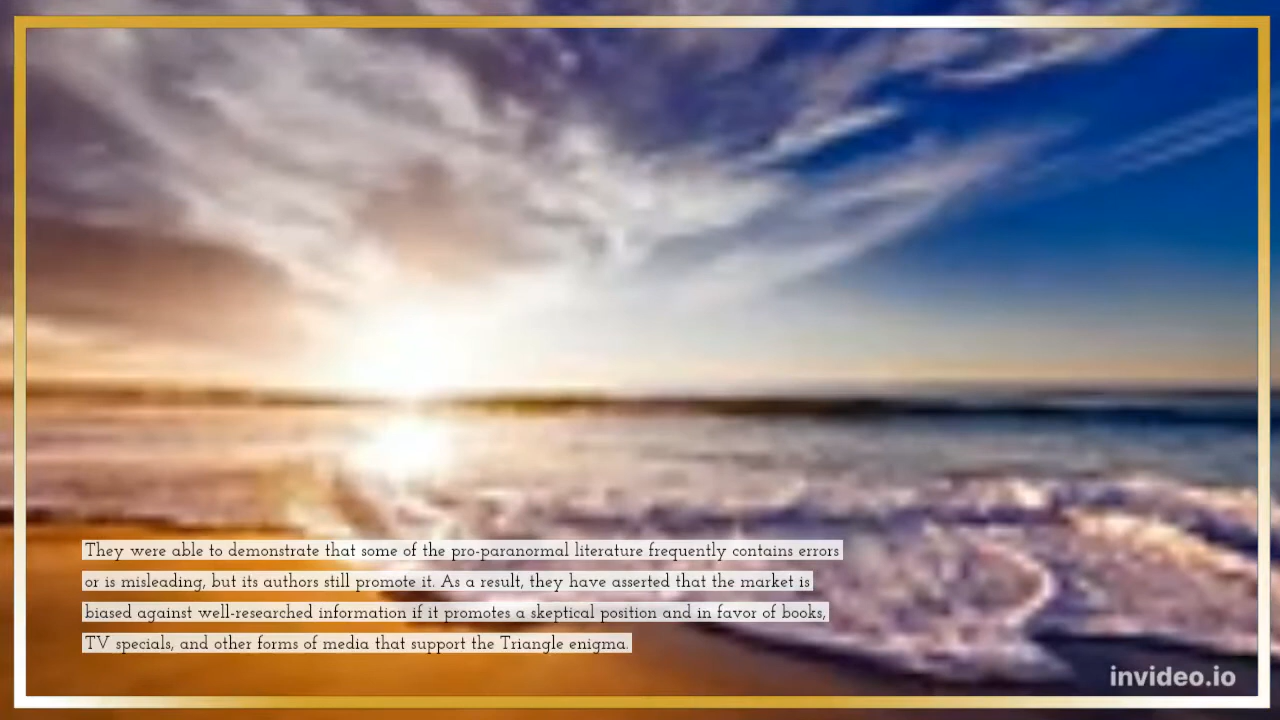 They were able to demonstrate that some of the pro-paranormal literature frequently contains errors
or is misleading, but its authors still promote it. As a result, they have asserted that the market is
biased against well-researched information if it promotes a skeptical position and in favor of books,
TV specials, and other forms of media that support the Triangle enigma.
invideo.io